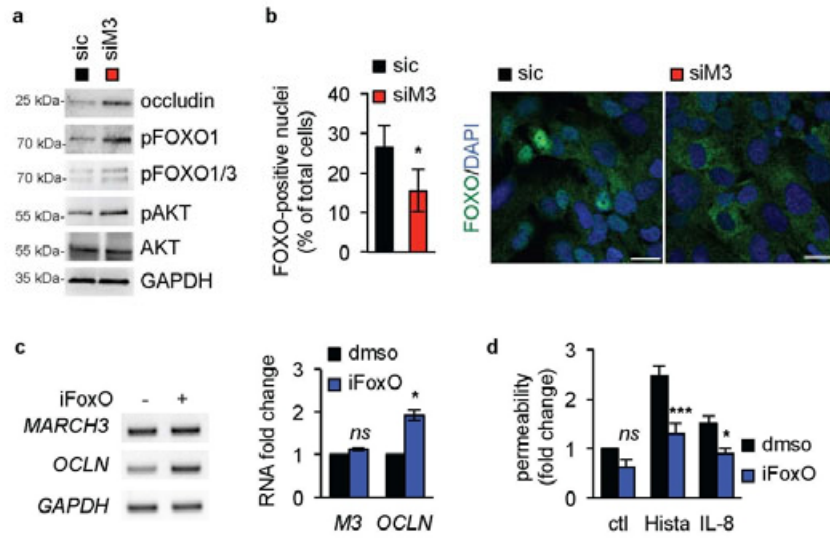 a
sic
siM3
25 kDa- occludin
70 kDa- pFOXO1
70 kDa- pFOXO1/3
55 kDa- pAKT
55 kDa- AKT
35 kDa- GAPDH
b
sic
siM3
FOXO-positive nuclei
(% of total cells)
40
30
20
10
0
*
sic
siM3
FOXO/DAPI
c
iFoxO - +
MARCH3
OCLN
GAPDH
dmso
iFoxO
RNA fold change
3
2
1
0
ns
*
M3 OCLN
d
permeability
(fold change)
3
2
1
0
ns
***
*
dmso
iFoxO
ctl Hista IL-8